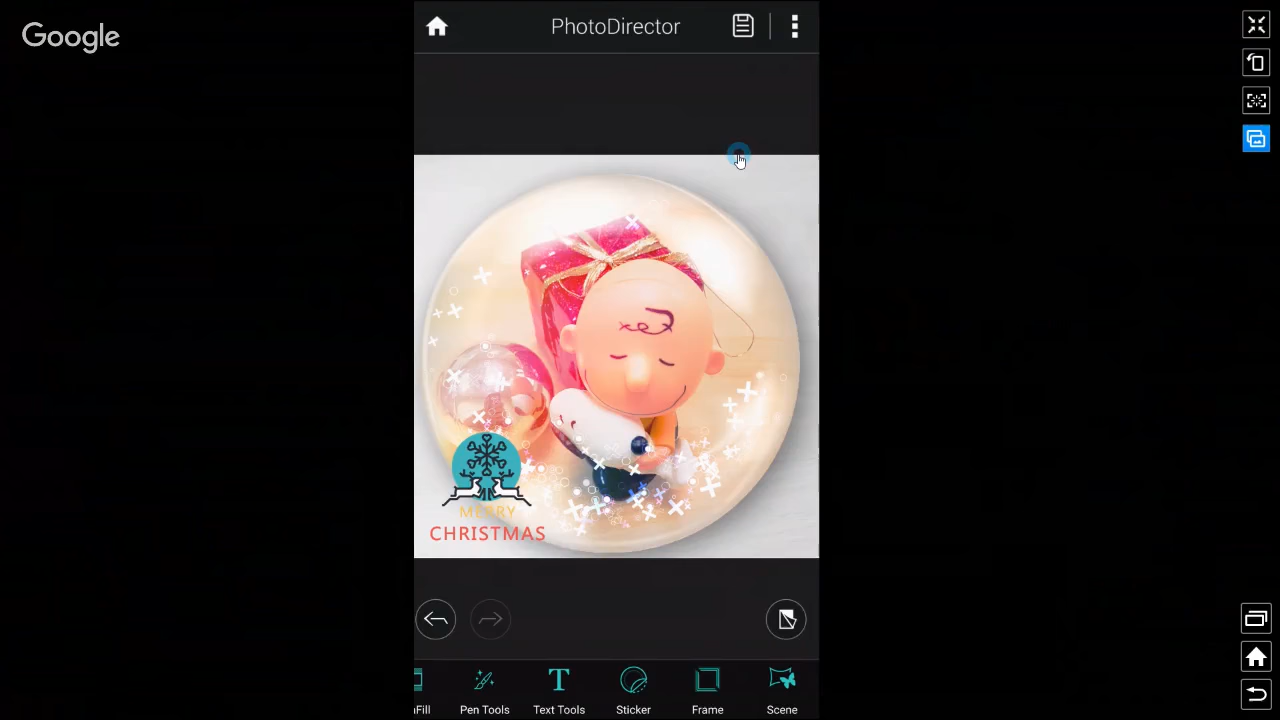 Google
PhotoDirector
MERRY
CHRISTMAS
Fill
Pen Tools
Text Tools
Sticker
Frame
Scene